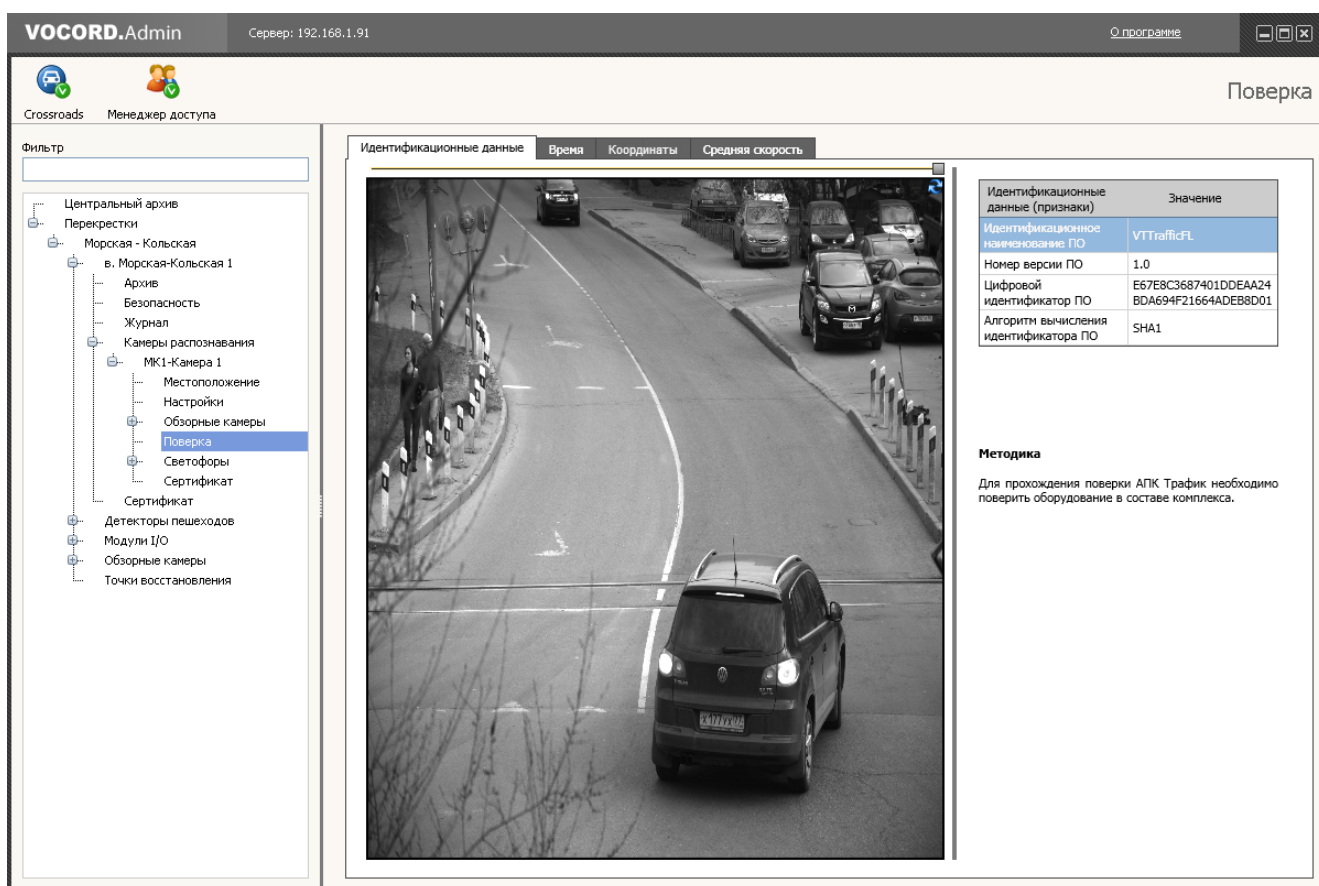 VOCORD.Admin
Сервер: 192.168.1.91
О программе
Crossroads
Менеджер доступа
Поверка
Фильтр
Центральный архив
Перекрестки
Морская - Кольская
в. Морская-Кольская 1
Архив
Безопасность
Журнал
Камеры распознавания
МК1-Камера 1
Местоположение
Настройки
Обзорные камеры
Поверка
Светофоры
Сертификат
Сертификат
Детекторы пешеходов
Модули I/O
Обзорные камеры
Точки восстановления
Идентификационные данные
Время
Координаты
Средняя скорость
Идентификационные
данные (признаки)
Значение
Идентификационное
наименование ПО
VTTrafficFL
Номер версии ПО
1.0
Цифровой
идентификатор ПО
E67E8C3687401DDEAA24
BDA694F21664ADEB8D01
Алгоритм вычисления
идентификатора ПО
SHA1
Методика
Для прохождения поверки АПК Трафик необходимо
поверить оборудование в составе комплекса.